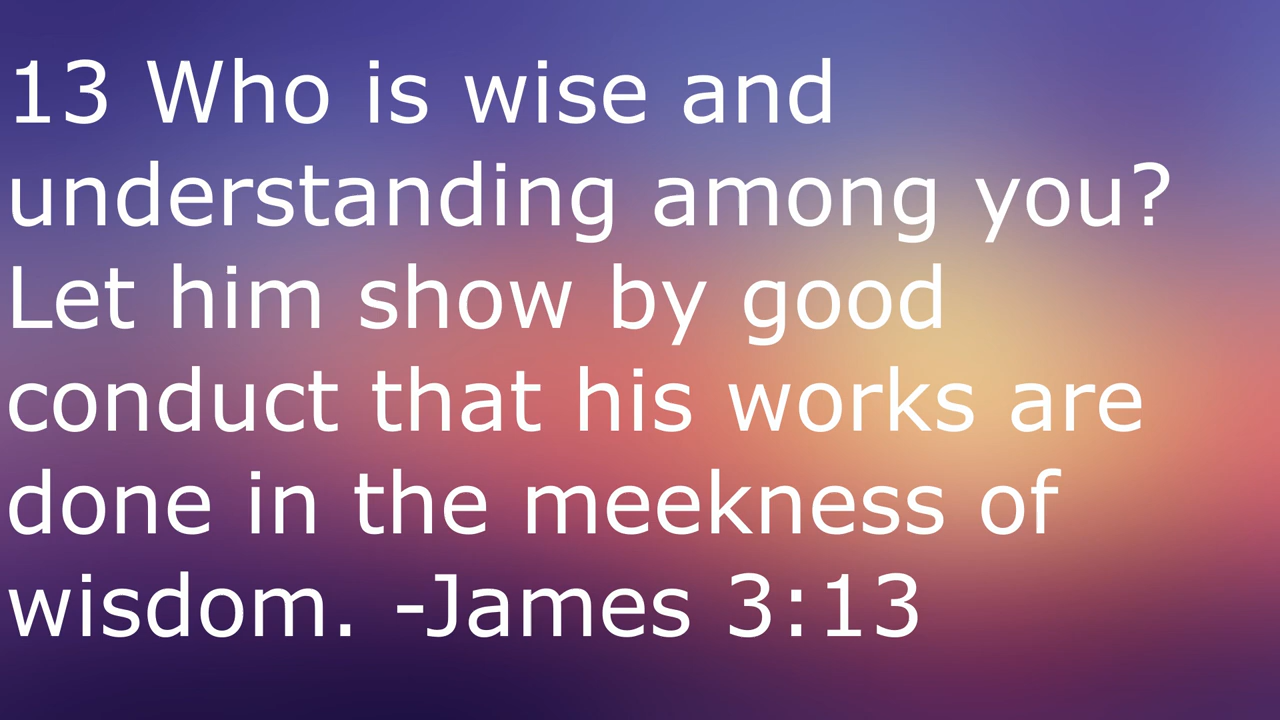 13 Who is wise and
understanding among you?
Let him show by good
conduct that his works are
done in the meekness of
wisdom. -James 3:13